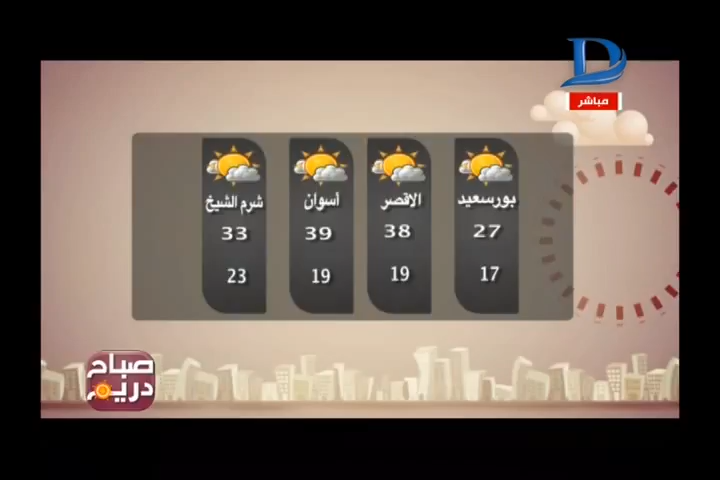 D
مباشر
بورسعيد
27
17
الاقصر
38
19
أسوان
39
19
شرم الشيخ
33
23
صباح
دريم